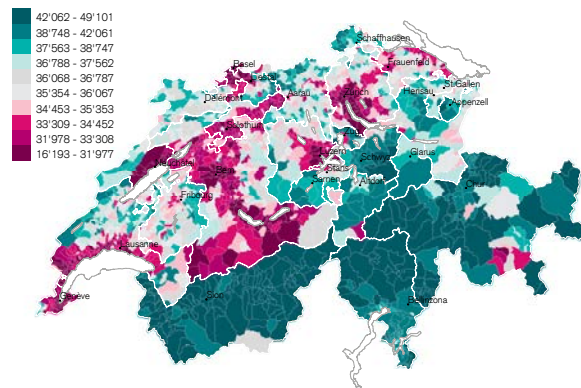 42'062 - 49'101
38'748 - 42'061
37'563 - 38'747
36'788 - 37'562
36'068 - 36'787
35'354 - 36'067
34'453 - 35'353
33'309 - 34'452
31'978 - 33'308
16'193 - 31'977
Schaffhausen
Basel
Frauenfeld
Liestal
Delémont
Aarau
Zürich
Herisau
St.Gallen
Appenzell
Solothurn
Zug
Neuchâtel
Luzern
Schwyz
Glarus
Bern
Stans
Sarnen
Altdorf
Chur
Fribourg
Lausanne
Genève
Sion
Bellinzona